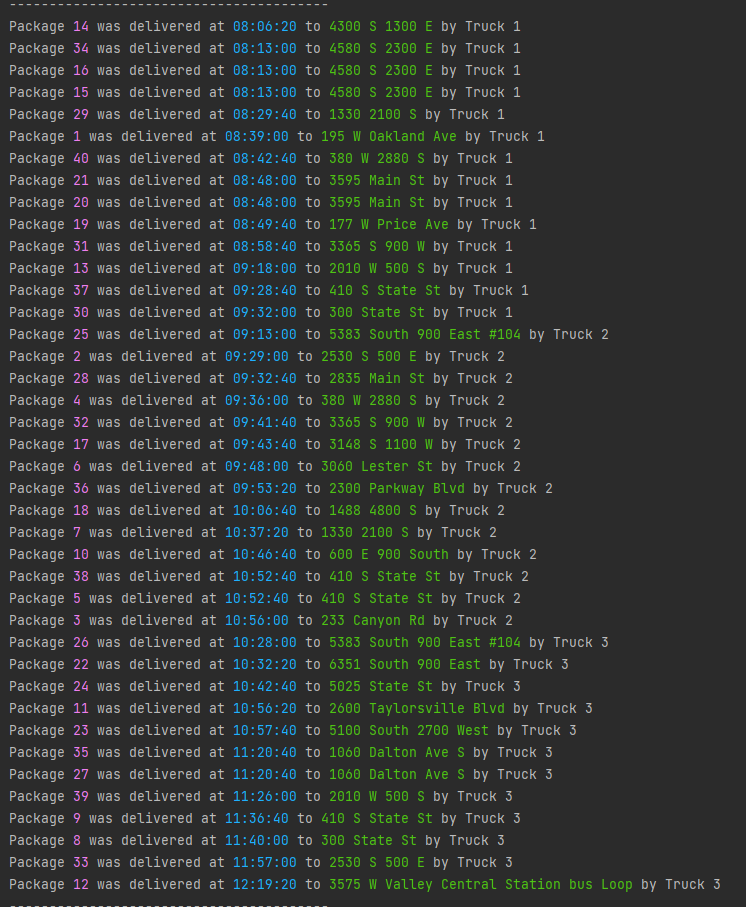 ----------------------------------------
Package 14 was delivered at 08:06:20 to 4300 S 1300 E by Truck 1
Package 34 was delivered at 08:13:00 to 4580 S 2300 E by Truck 1
Package 16 was delivered at 08:13:00 to 4580 S 2300 E by Truck 1
Package 15 was delivered at 08:13:00 to 4580 S 2300 E by Truck 1
Package 29 was delivered at 08:29:40 to 1330 2100 S by Truck 1
Package 1 was delivered at 08:39:00 to 195 W Oakland Ave by Truck 1
Package 40 was delivered at 08:42:40 to 380 W 2880 S by Truck 1
Package 21 was delivered at 08:48:00 to 3595 Main St by Truck 1
Package 20 was delivered at 08:48:00 to 3595 Main St by Truck 1
Package 19 was delivered at 08:49:40 to 177 W Price Ave by Truck 1
Package 31 was delivered at 08:58:40 to 3365 S 900 W by Truck 1
Package 13 was delivered at 09:18:00 to 2010 W 500 S by Truck 1
Package 37 was delivered at 09:28:40 to 410 S State St by Truck 1
Package 30 was delivered at 09:32:00 to 300 State St by Truck 1
Package 25 was delivered at 09:13:00 to 5383 South 900 East #104 by Truck 2
Package 2 was delivered at 09:29:00 to 2530 S 500 E by Truck 2
Package 28 was delivered at 09:32:40 to 2835 Main St by Truck 2
Package 4 was delivered at 09:36:00 to 380 W 2880 S by Truck 2
Package 32 was delivered at 09:41:40 to 3365 S 900 W by Truck 2
Package 17 was delivered at 09:43:40 to 3148 S 1100 W by Truck 2
Package 6 was delivered at 09:48:00 to 3060 Lester St by Truck 2
Package 36 was delivered at 09:53:20 to 2300 Parkway Blvd by Truck 2
Package 18 was delivered at 10:06:40 to 1488 4800 S by Truck 2
Package 7 was delivered at 10:37:20 to 1330 2100 S by Truck 2
Package 10 was delivered at 10:46:40 to 600 E 900 South by Truck 2
Package 38 was delivered at 10:52:40 to 410 S State St by Truck 2
Package 5 was delivered at 10:52:40 to 410 S State St by Truck 2
Package 3 was delivered at 10:56:00 to 233 Canyon Rd by Truck 2
Package 26 was delivered at 10:28:00 to 5383 South 900 East #104 by Truck 3
Package 22 was delivered at 10:32:20 to 6351 South 900 East by Truck 3
Package 24 was delivered at 10:42:40 to 5025 State St by Truck 3
Package 11 was delivered at 10:56:20 to 2600 Taylorsville Blvd by Truck 3
Package 23 was delivered at 10:57:40 to 5100 South 2700 West by Truck 3
Package 35 was delivered at 11:20:40 to 1060 Dalton Ave S by Truck 3
Package 27 was delivered at 11:20:40 to 1060 Dalton Ave S by Truck 3
Package 39 was delivered at 11:26:00 to 2010 W 500 S by Truck 3
Package 9 was delivered at 11:36:40 to 410 S State St by Truck 3
Package 8 was delivered at 11:40:00 to 300 State St by Truck 3
Package 33 was delivered at 11:57:00 to 2530 S 500 E by Truck 3
Package 12 was delivered at 12:19:20 to 3575 W Valley Central Station bus Loop by Truck 3
----------------------------------------